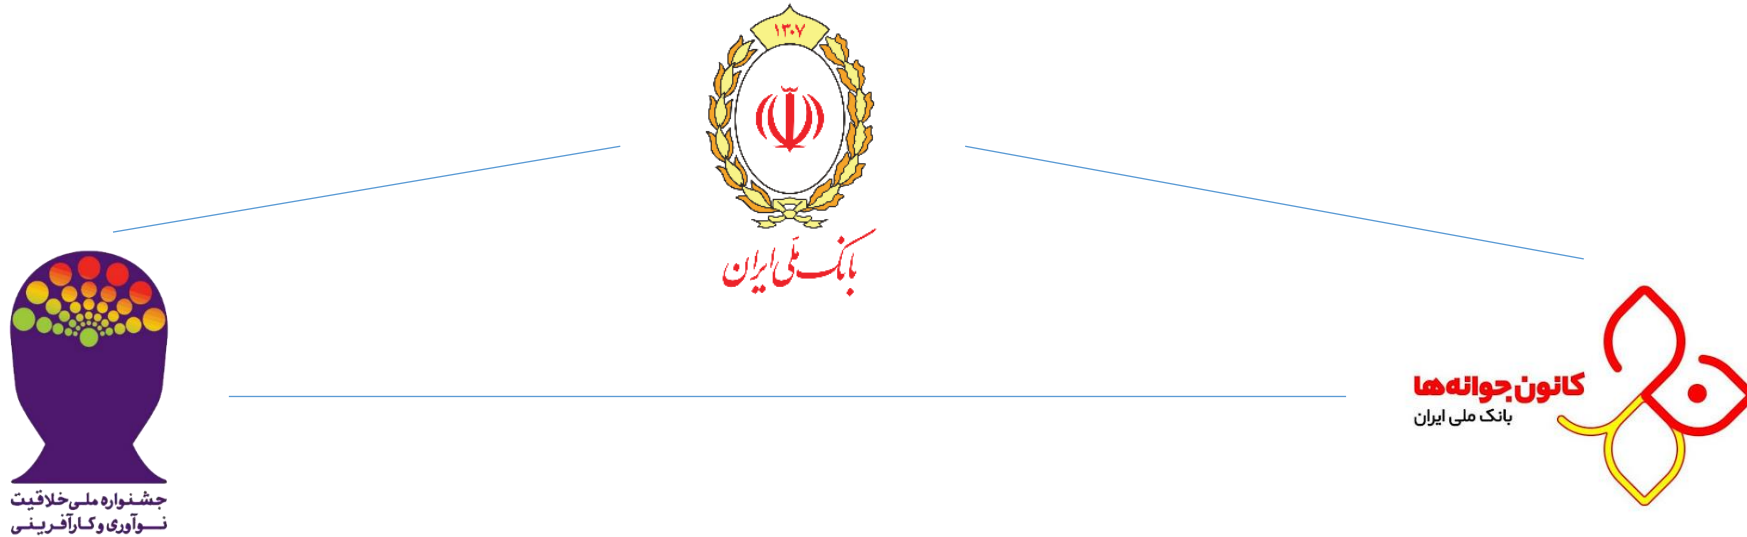 ۱۳۰۷
بانک ملی ایران
کانون جوانه‌ها
بانک ملی ایران
جشنواره ملی خلاقیت
نوآوری و کارآفرینی